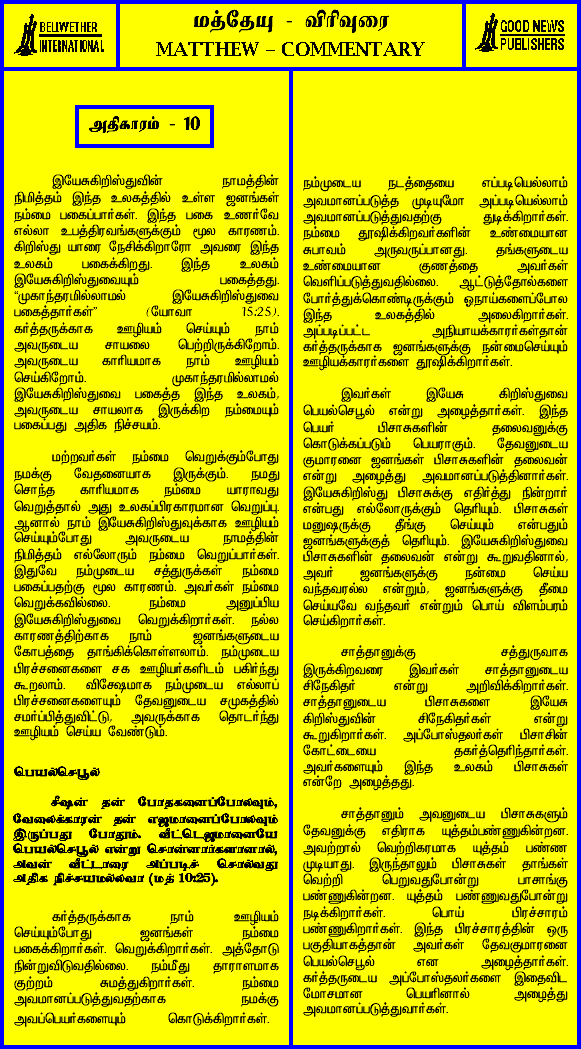 BELIWETHER
INTERNATIONAL
மத்தேயு - விரிவுரை
MATTHEW – COMMENTARY
GOOD NEWS
PUBLISHERS
அதிகாரம் - 10
இயேசுகிறிஸ்துவின் நாமத்தின்
நிமித்தம் இந்த உலகத்தில் உள்ள ஜனங்கள்
நம்மை பகைப்பார்கள். இந்த பகை உணர்வே
எல்லா உபத்திரவங்களுக்கும் மூல காரணம்.
கிறிஸ்து யாரை நேசிக்கிறாரோ அவரை இந்த
உலகம் பகைக்கிறது. இந்த உலகம்
இயேசுகிறிஸ்துவையும் பகைத்தது.
“முகாந்தரமில்லாமல் இயேசுகிறிஸ்துவை
பகைத்தார்கள்” (யோவா 15:25).
கர்த்தருக்காக ஊழியம் செய்யும் நாம்
அவருடைய சாயலை பெற்றிருக்கிறோம்.
அவருடைய காரியமாக நாம் ஊழியம்
செய்கிறோம். முகாந்தரமில்லாமல்
இயேசுகிறிஸ்துவை பகைத்த இந்த உலகம்,
அவருடைய சாயலாக இருக்கிற நம்மையும்
பகைப்பது அதிக நிச்சயம்.
மற்றவர்கள் நம்மை வெறுக்கும்போது
நமக்கு வேதனையாக இருக்கும். நமது
சொந்த காரியமாக நம்மை யாராவது
வெறுத்தால் அது உலகப்பிரகாரமான வெறுப்பு.
ஆனால் நாம் இயேசுகிறிஸ்துவுக்காக ஊழியம்
செய்யும்போது அவருடைய நாமத்தின்
நிமித்தம் எல்லோரும் நம்மை வெறுப்பார்கள்.
இதுவே நம்முடைய சத்துருக்கள் நம்மை
பகைப்பதற்கு மூல காரணம். அவர்கள் நம்மை
வெறுக்கவில்லை. நம்மை அனுப்பிய
இயேசுகிறிஸ்துவை வெறுக்கிறார்கள். நல்ல
காரணத்திற்காக நாம் ஜனங்களுடைய
கோபத்தை தாங்கிக்கொள்ளலாம். நம்முடைய
பிரச்சனைகளை சக ஊழியர்களிடம் பகிர்ந்து
கூறலாம். விசேஷமாக நம்முடைய எல்லாப்
பிரச்சனைகளையும் தேவனுடைய சமுகத்தில்
சமர்ப்பித்துவிட்டு, அவருக்காக தொடர்ந்து
ஊழியம் செய்ய வேண்டும்.
பெயல்செபூல்
சீஷன் தன் போதகனைப்போலவும்,
வேலைக்காரன் தன் எஜமானைப்போலவும்
இருப்பது போதும். வீட்டெஜமானையே
பெயல்செபூல் என்று சொன்னார்களானால்,
அவன் வீட்டாரை அப்படிச் சொல்வது
அதிக நிச்சயமல்லவா (மத் 10:25).
கர்த்தருக்காக நாம் ஊழியம்
செய்யும்போது ஜனங்கள் நம்மை
பகைக்கிறார்கள். வெறுக்கிறார்கள். அத்தோடு
நின்றுவிடுவதில்லை. நம்மீது தாராளமாக
குற்றம் சுமத்துகிறார்கள். நம்மை
அவமானப்படுத்துவதற்காக நமக்கு
அவப்பெயர்களையும் கொடுக்கிறார்கள்.
நம்முடைய நடத்தையை எப்படியெல்லாம்
அவமானப்படுத்த முடியுமோ அப்படியெல்லாம்
அவமானப்படுத்துவதற்கு துடிக்கிறார்கள்.
நம்மை தூஷிக்கிறவர்களின் உண்மையான
சுபாவம் அருவருப்பானது. தங்களுடைய
உண்மையான குணத்தை அவர்கள்
வெளிப்படுத்துவதில்லை. ஆட்டுத்தோல்களை
போர்த்துக்கொண்டிருக்கும் ஓநாய்களைப்போல
இந்த உலகத்தில் அலைகிறார்கள்.
அப்படிப்பட்ட அநியாயக்காரர்கள்தான்
கர்த்தருக்காக ஜனங்களுக்கு நன்மைசெய்யும்
ஊழியக்காரர்களை தூஷிக்கிறார்கள்.
இவர்கள் இயேசு கிறிஸ்துவை
பெயல்செபூல் என்று அழைத்தார்கள். இந்த
பெயர் பிசாசுகளின் தலைவனுக்கு
கொடுக்கப்படும் பெயராகும். தேவனுடைய
குமாரனை ஜனங்கள் பிசாசுகளின் தலைவன்
என்று அழைத்து அவமானப்படுத்தினார்கள்.
இயேசுகிறிஸ்து பிசாசுக்கு எதிர்த்து நின்றார்
என்பது எல்லோருக்கும் தெரியும். பிசாசுகள்
மனுஷருக்கு தீங்கு செய்யும் என்பதும்
ஜனங்களுக்குத் தெரியும். இயேசுகிறிஸ்துவை
பிசாசுகளின் தலைவன் என்று கூறுவதினால்,
அவர் ஜனங்களுக்கு நன்மை செய்ய
வந்தவரல்ல என்றும், ஜனங்களுக்கு தீமை
செய்யவே வந்தவர் என்றும் பொய் விளம்பரம்
செய்கிறார்கள்.
சாத்தானுக்கு சத்துருவாக
இருக்கிறவரை இவர்கள் சாத்தானுடைய
சிநேகிதர் என்று அறிவிக்கிறார்கள்.
சாத்தானுடைய பிசாசுகளை இயேசு
கிறிஸ்துவின் சிநேகிதர்கள் என்று
கூறுகிறார்கள். அப்போஸ்தலர்கள் பிசாசின்
கோட்டையை தகர்த்தெறிந்தார்கள்.
அவர்களையும் இந்த உலகம் பிசாசுகள்
என்றே அழைத்தது.
சாத்தானும் அவனுடைய பிசாசுகளும்
தேவனுக்கு எதிராக யுத்தம்பண்ணுகின்றன.
அவற்றால் வெற்றிகரமாக யுத்தம் பண்ண
முடியாது. இருந்தாலும் பிசாசுகள் தாங்கள்
வெற்றி பெறுவதுபோன்று பாசாங்கு
பண்ணுகின்றன. யுத்தம் பண்ணுவதுபோன்று
நடிக்கிறார்கள். பொய் பிரச்சாரம்
பண்ணுகிறார்கள். இந்த பிரச்சாரத்தின் ஒரு
பகுதியாகத்தான் அவர்கள் தேவகுமாரனை
பெயல்செபூல் என அழைத்தார்கள்.
கர்த்தருடைய அப்போஸ்தலர்களை இதைவிட
மோசமான பெயரினால் அழைத்து
அவமானப்படுத்துவார்கள்.